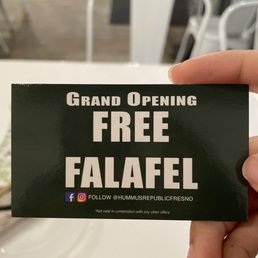 GRAND OPENING
FREE
FALAFEL
FOLLOW @HUMMUSREPUBLICFRESNO
*Not valid in combination with any other offers